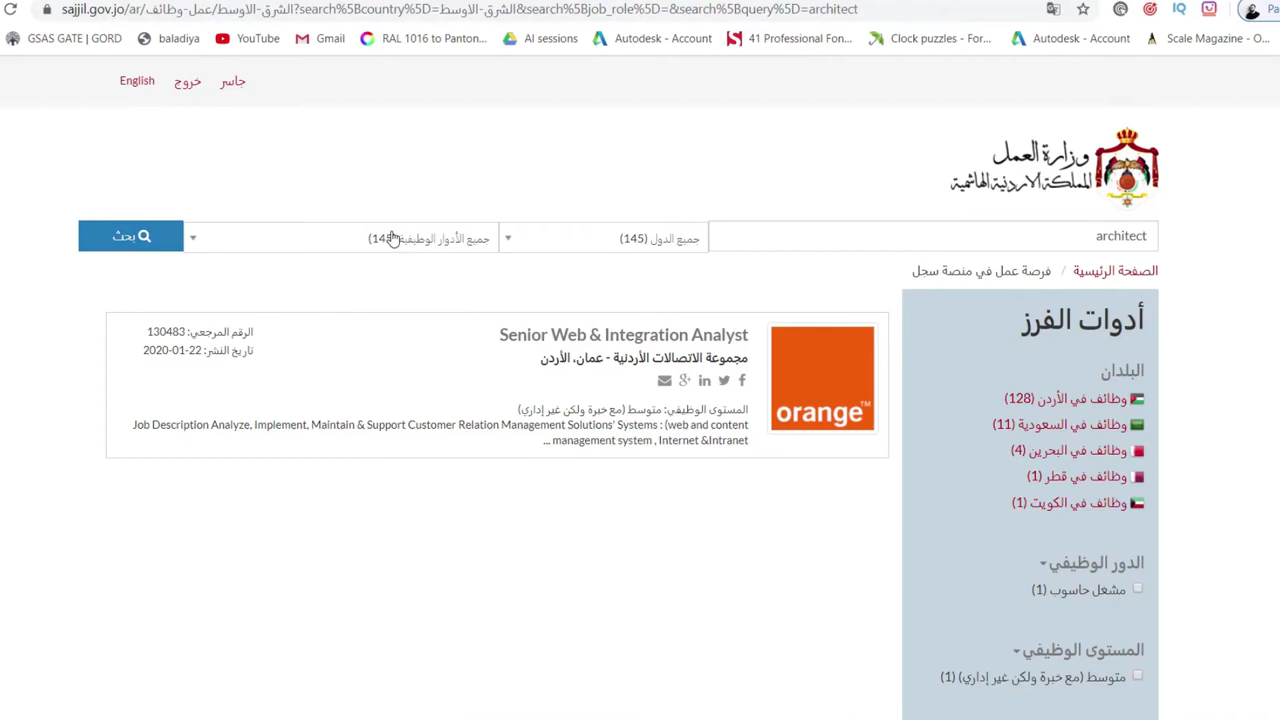 sajjil.gov.jo/ar/عمل-وظائف/الشرق-الاوسط?search%5Bcountry%5D=الشرق-الاوسط&search%5Bjob_role%5D=&search%5Bquery%5D=architect
Pa
GSAS GATE | GORD
baladiya
YouTube
Gmail
RAL 1016 to Panton...
AI sessions
Autodesk - Account
41 Professional Fon...
Clock puzzles - For...
Autodesk - Account
Scale Magazine - O...
جاسر
خروج
English
وزارة العمل
المملكة الاردنية الهاشمية
architect
جميع الدول (145)
جميع الأدوار الوظيفية
بحث
الصفحة الرئيسية / فرصة عمل في منصة سجل
أدوات الفرز
البلدان
وظائف في الأردن (128)
وظائف في السعودية (11)
وظائف في البحرين (4)
وظائف في قطر (1)
وظائف في الكويت (1)
الدور الوظيفي
مشغل حاسوب (1)
المستوى الوظيفي
متوسط (مع خبرة ولكن غير إداري) (1)
orange™
Senior Web & Integration Analyst
مجموعة الاتصالات الأردنية - عمان، الأردن
المستوى الوظيفي: متوسط (مع خبرة ولكن غير إداري)
Job Description Analyze, Implement, Maintain & Support Customer Relation Management Solutions' Systems : (web and content
... management system , Internet &Intranet
الرقم المرجعي: 130483
تاريخ النشر: 22-01-2020